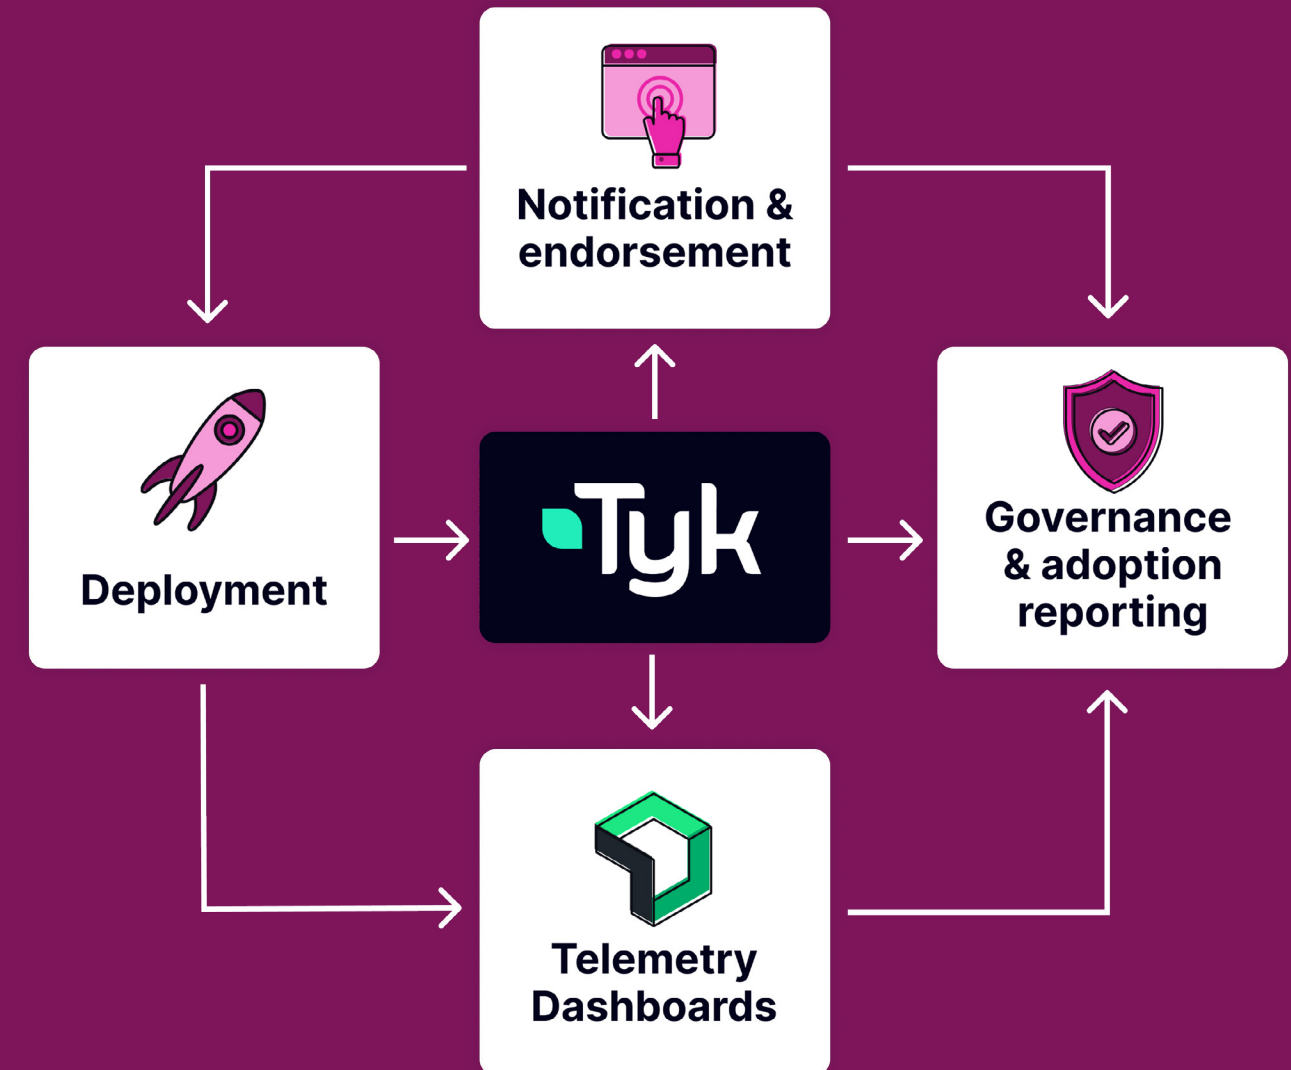 Notification &
endorsement
Deployment
Tyk
Governance
& adoption
reporting
Telemetry
Dashboards